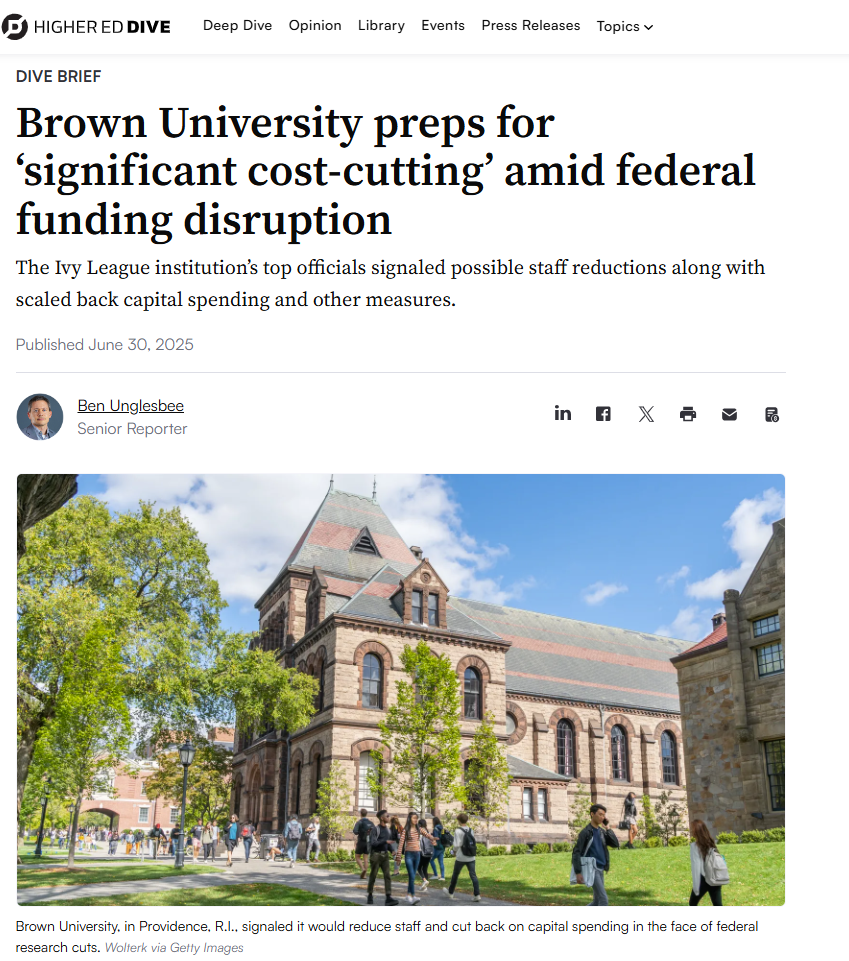 HIGHER ED DIVE
Deep Dive Opinion Library Events Press Releases Topics
DIVE BRIEF
Brown University preps for
‘significant cost-cutting’ amid federal
funding disruption
The Ivy League institution’s top officials signaled possible staff reductions along with
scaled back capital spending and other measures.
Published June 30, 2025
Ben Unglesbee
Senior Reporter
Brown University, in Providence, R.I., signaled it would reduce staff and cut back on capital spending in the face of federal
research cuts. Wolterk via Getty Images